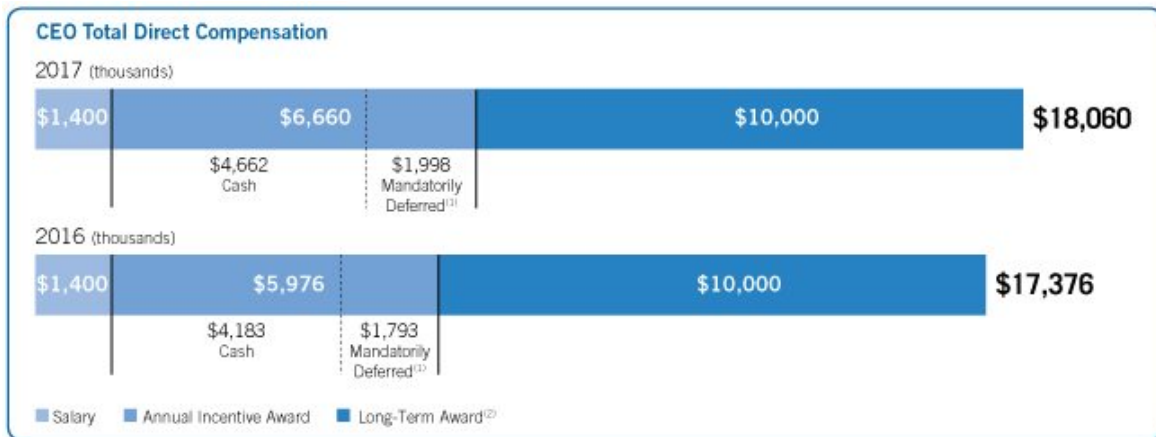 CEO Total Direct Compensation
2017 (thousands)
$1,400 $6,660 $10,000 $18,060
$4,662 $1,998
Cash Mandatorily
Deferred(1)
2016 (thousands)
$1,400 $5,976 $10,000 $17,376
$4,183 $1,793
Cash Mandatorily
Deferred(1)
Salary Annual Incentive Award Long-Term Award(2)